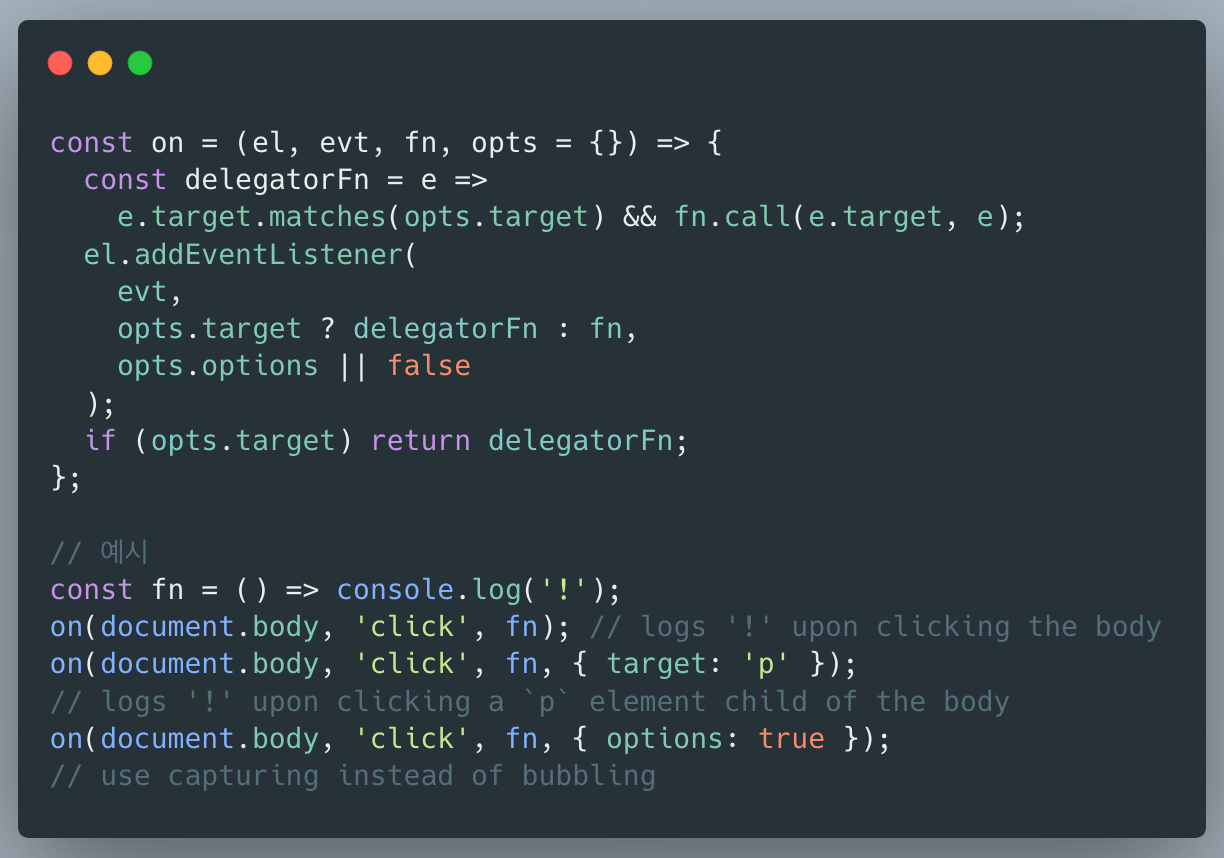 const on = (el, evt, fn, opts = {}) => {
  const delegatorFn = e =>
    e.target.matches(opts.target) && fn.call(e.target, e);
  el.addEventListener(
    evt,
    opts.target ? delegatorFn : fn,
    opts.options || false
  );
  if (opts.target) return delegatorFn;
};

// 예시
const fn = () => console.log('!');
on(document.body, 'click', fn); // logs '!' upon clicking the body
on(document.body, 'click', fn, { target: 'p' });
// logs '!' upon clicking a `p` element child of the body
on(document.body, 'click', fn, { options: true });
// use capturing instead of bubbling